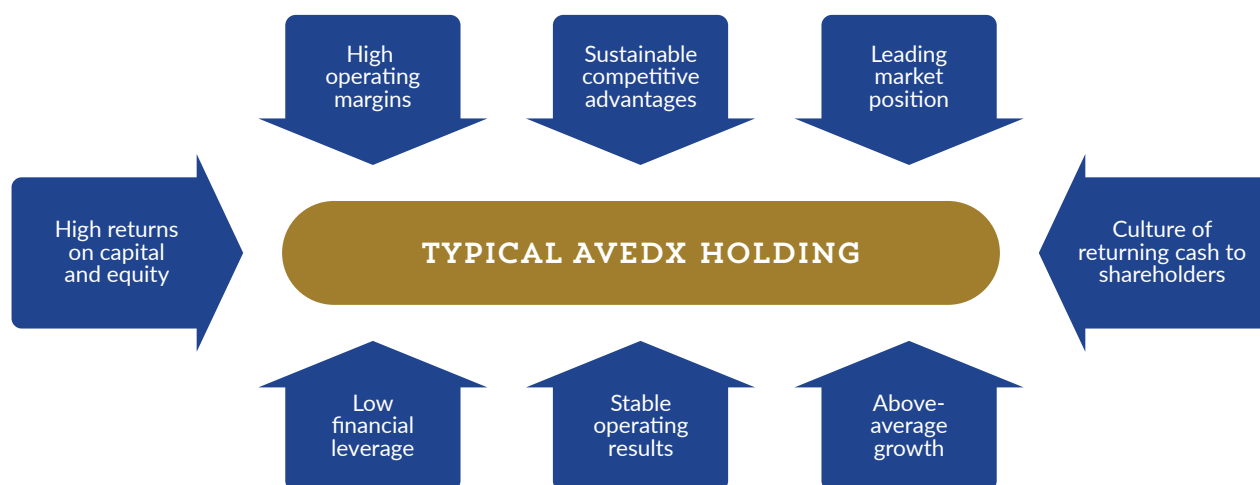 High
operating
margins
Sustainable
competitive
advantages
Leading
market
position
High returns
on capital
and equity
TYPICAL AVEDX HOLDING
Culture of
returning cash to
shareholders
Low
financial
leverage
Stable
operating
results
Above-
average
growth